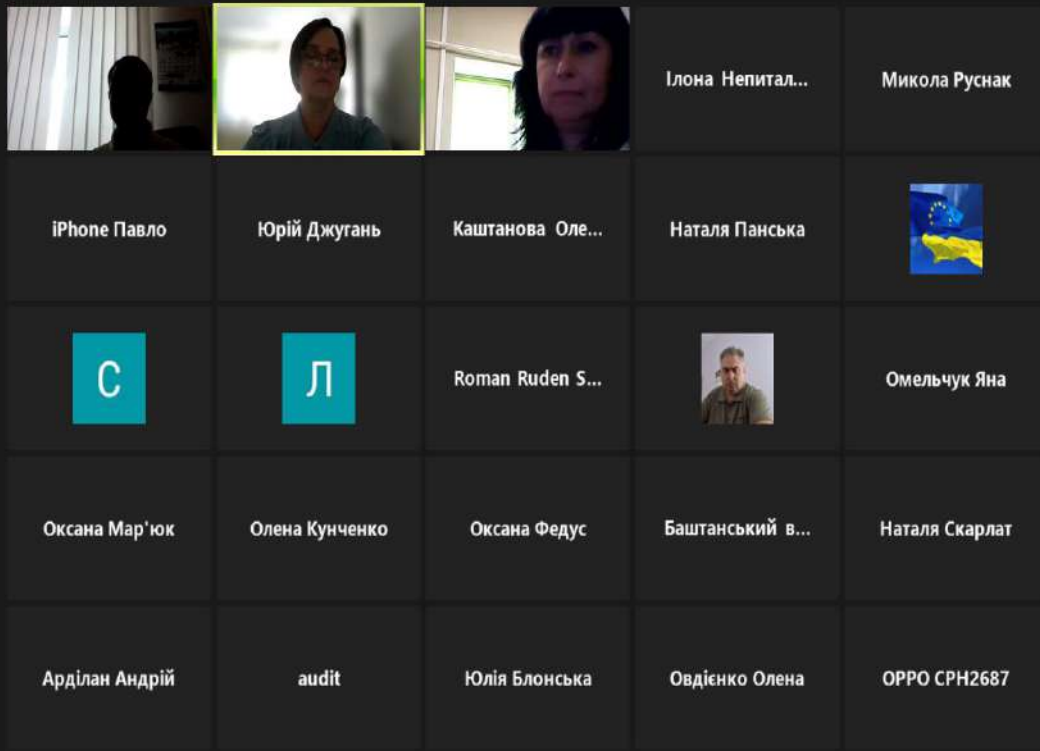 Ілона Непитал...
Микола Руснак
iPhone Павло
Юрій Джугань
Каштанова Оле...
Наталя Панська
С
Л
Roman Ruden S...
Омельчук Яна
Оксана Мар'юк
Олена Кунченко
Оксана Федус
Баштанський в...
Наталя Скарлат
Арділан Андрій
audit
Юлія Блонська
Овдієнко Олена
OPPO CPH2687